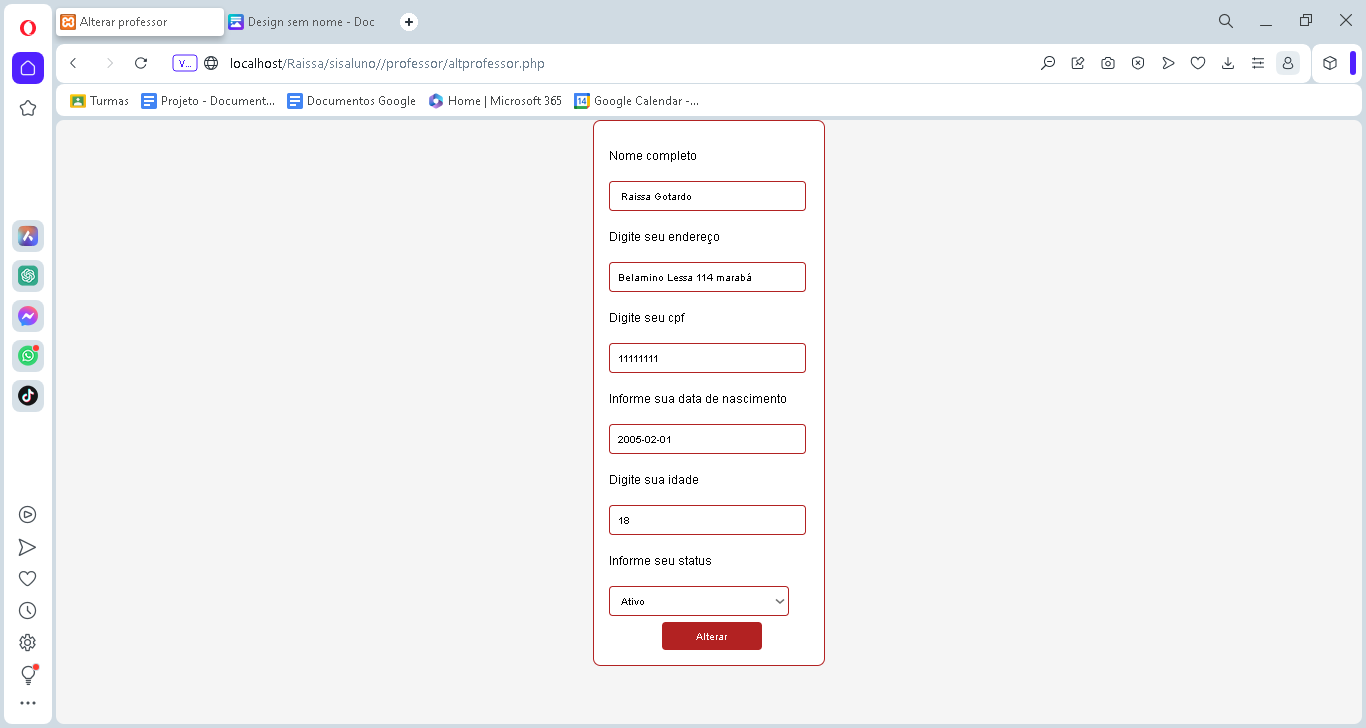 Alterar professor
Design sem nome - Doc
V...
localhost/Raissa/sisaluno//professor/altprofessor.php
Turmas
Projeto - Document...
Documentos Google
Home | Microsoft 365
14
Google Calendar -...
Nome completo
Raissa Gotardo
Digite seu endereço
Belamino Lessa 114 marabá
Digite seu cpf
11111111
Informe sua data de nascimento
2005-02-01
Digite sua idade
18
Informe seu status
Ativo
Alterar